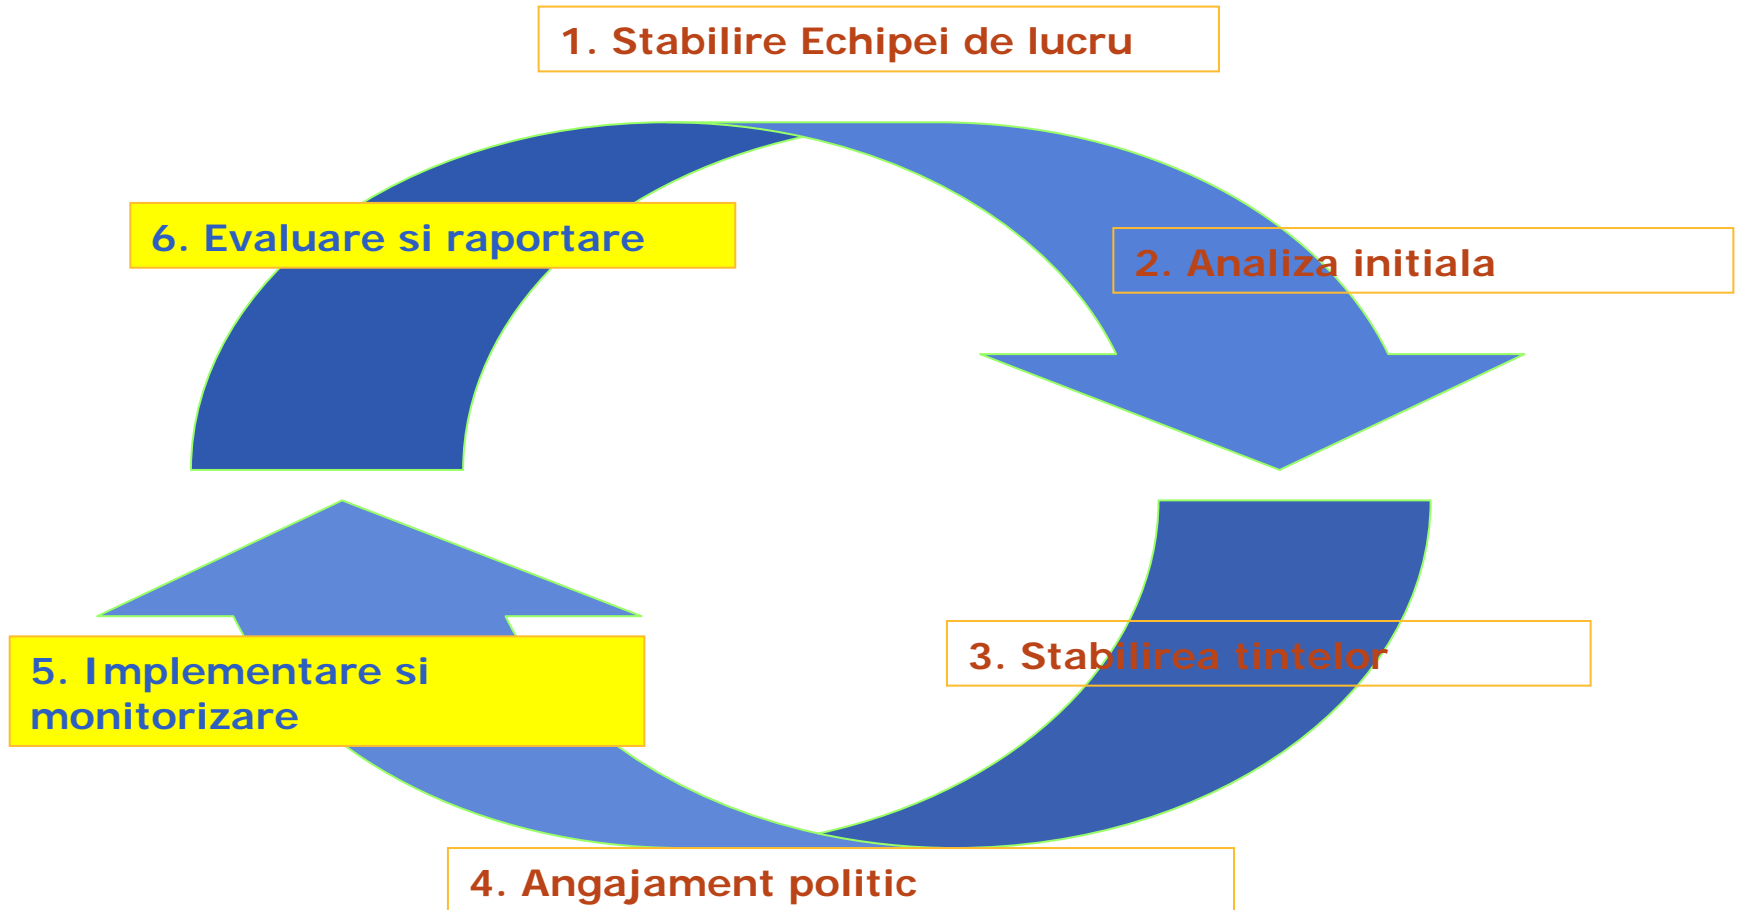 1. Stabilire Echipei de lucru
2. Analiza initiala
3. Stabilirea tintelor
4. Angajament politic
5. Implementare si
monitorizare
6. Evaluare si raportare